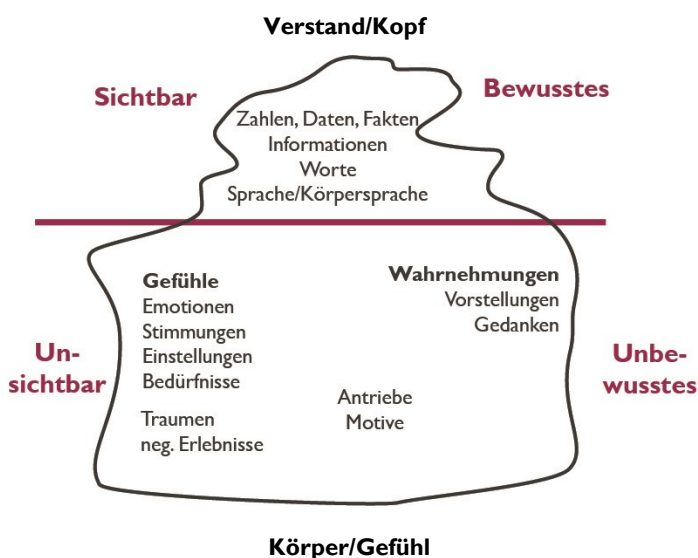 Verstand/Kopf
Sichtbar
Bewusstes
Zahlen, Daten, Fakten
Informationen
Worte
Sprache/Körpersprache
Gefühle
Emotionen
Stimmungen
Einstellungen
Bedürfnisse
Traumen
neg. Erlebnisse
Wahrnehmungen
Vorstellungen
Gedanken
Antriebe
Motive
Un-
sichtbar
Unbe-
wusstes
Körper/Gefühl